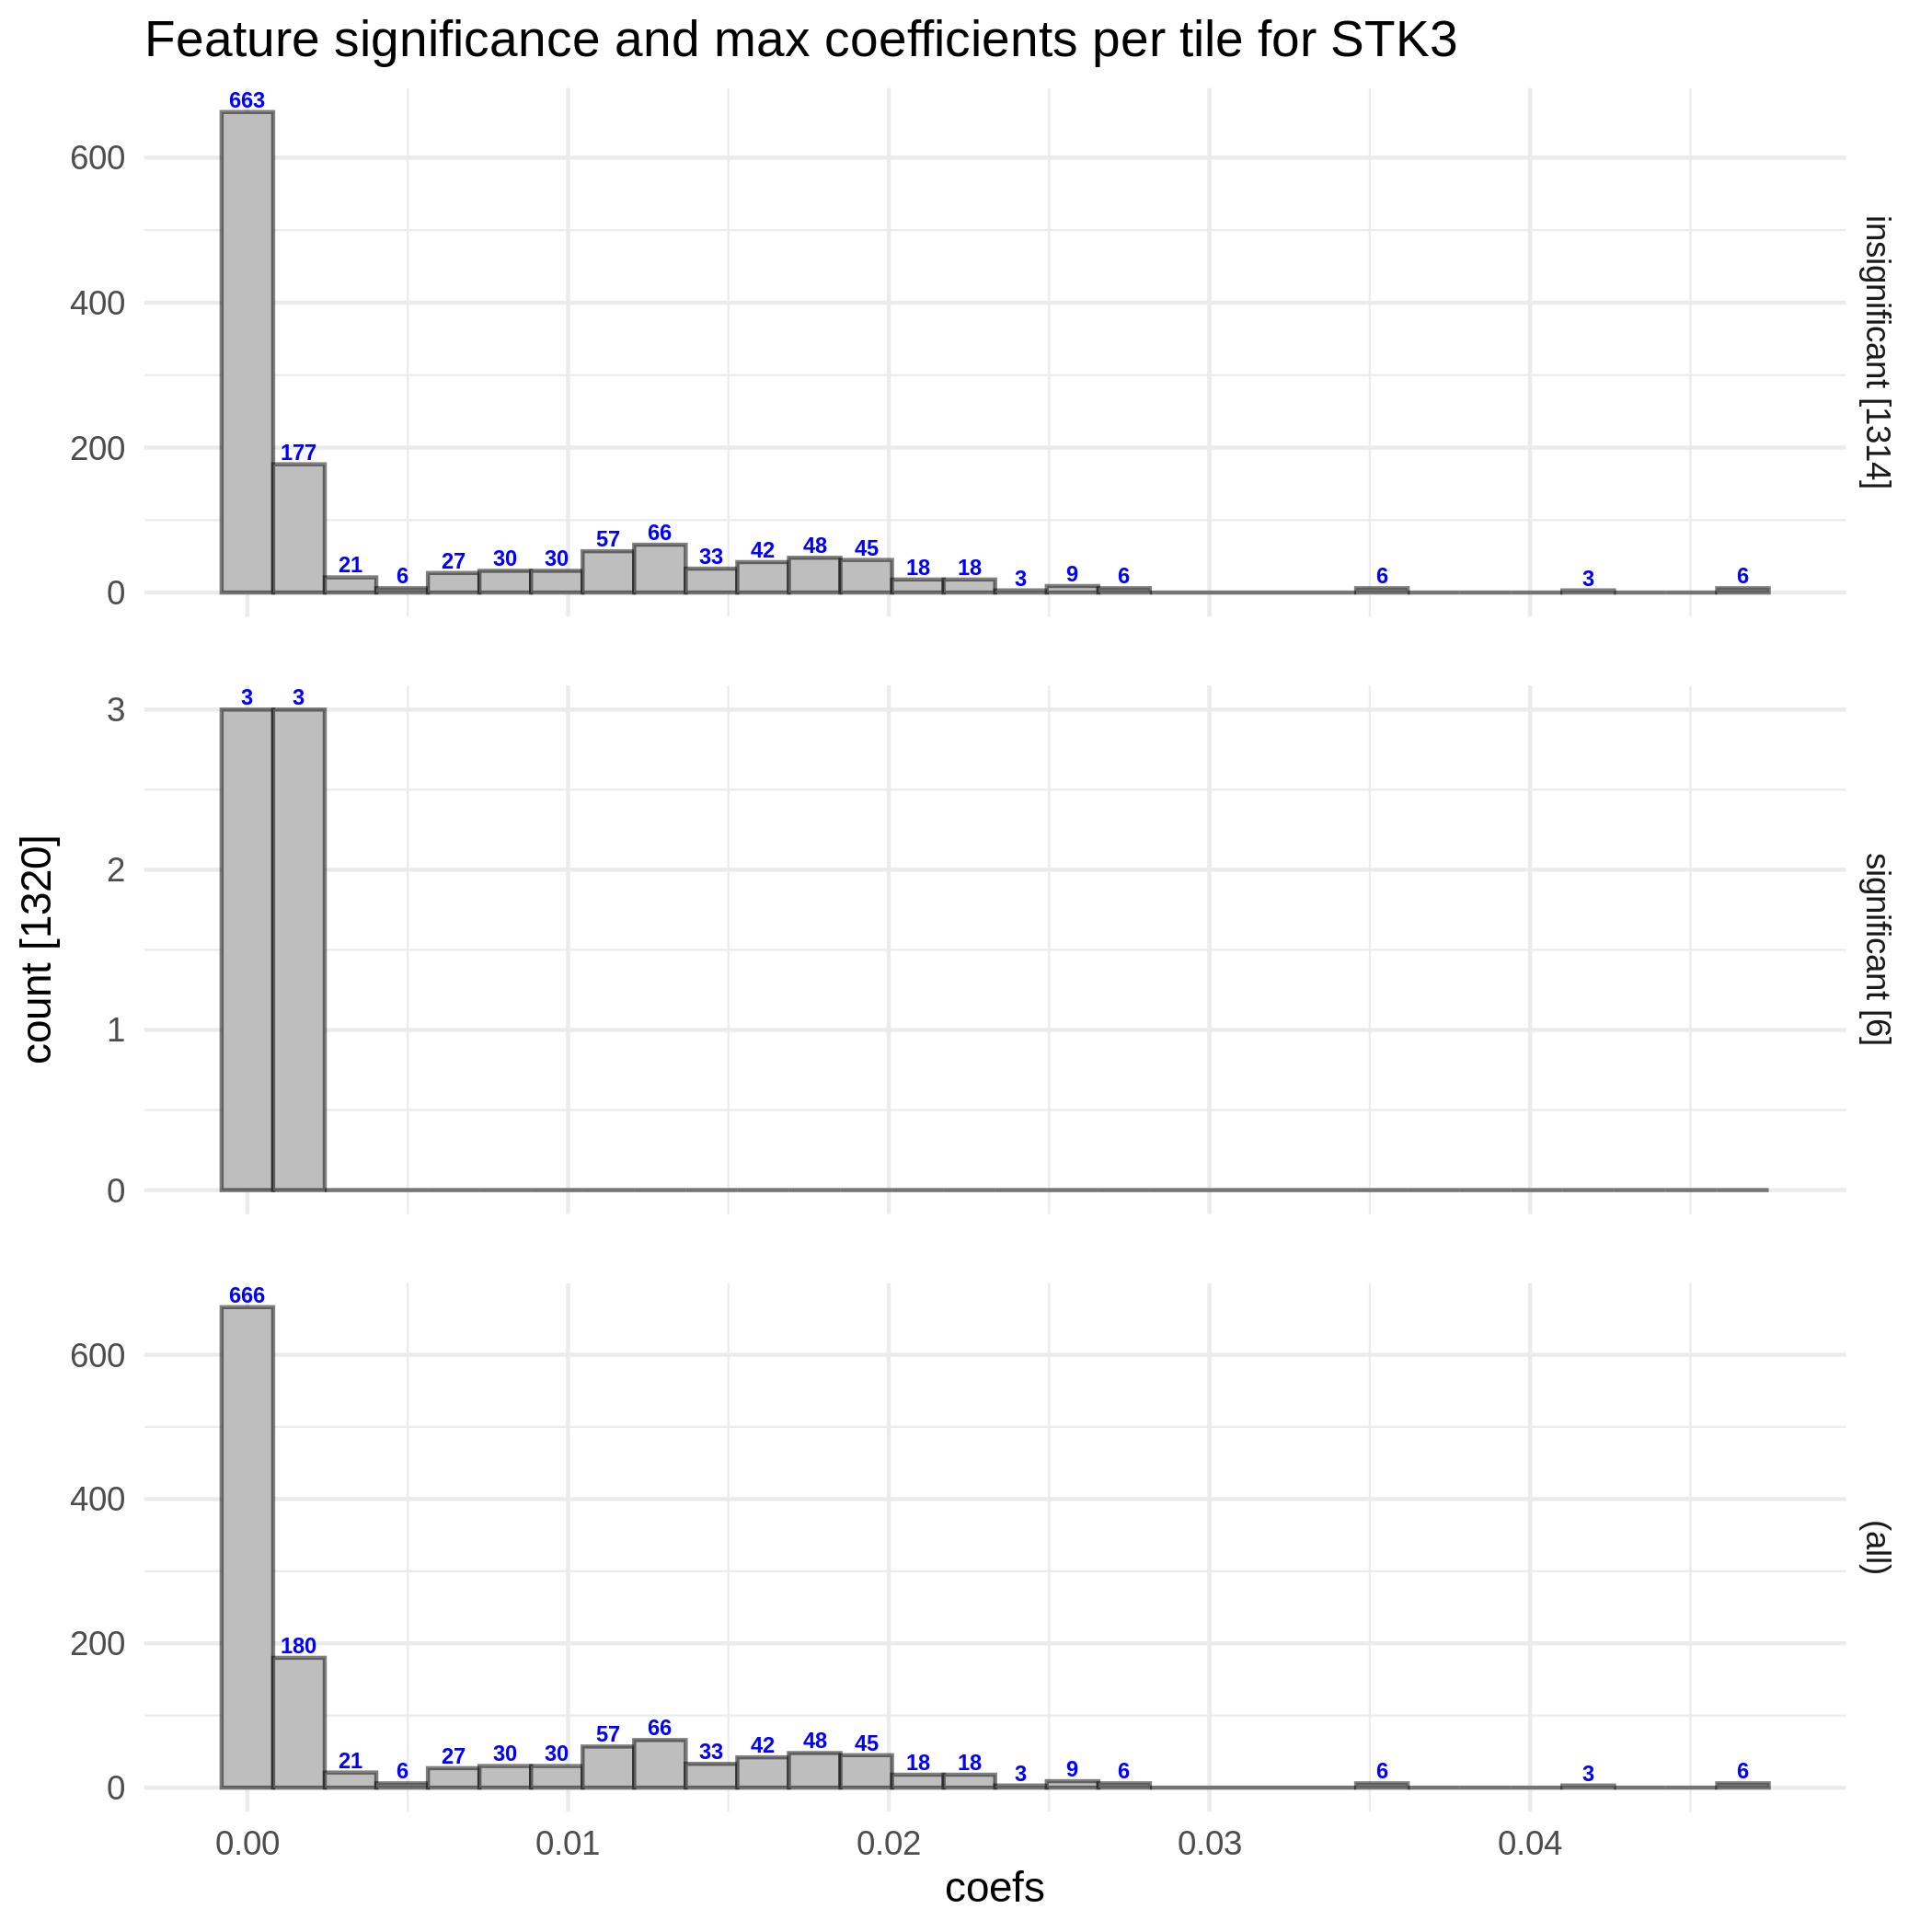 Feature significance and max coefficients per tile for STK3
663
177
21 6 27 30 30 57 66 33 42 48 45 18 18 3 9 6 6 3 6
600
400
200
0
insignificant [1314]
3 3
3
2
1
0
significant [6]
count [1320]
666
180
21 6 27 30 30 57 66 33 42 48 45 18 18 3 9 6 6 3 6
600
400
200
0
(all)
0.00 0.01 0.02 0.03 0.04
coefs